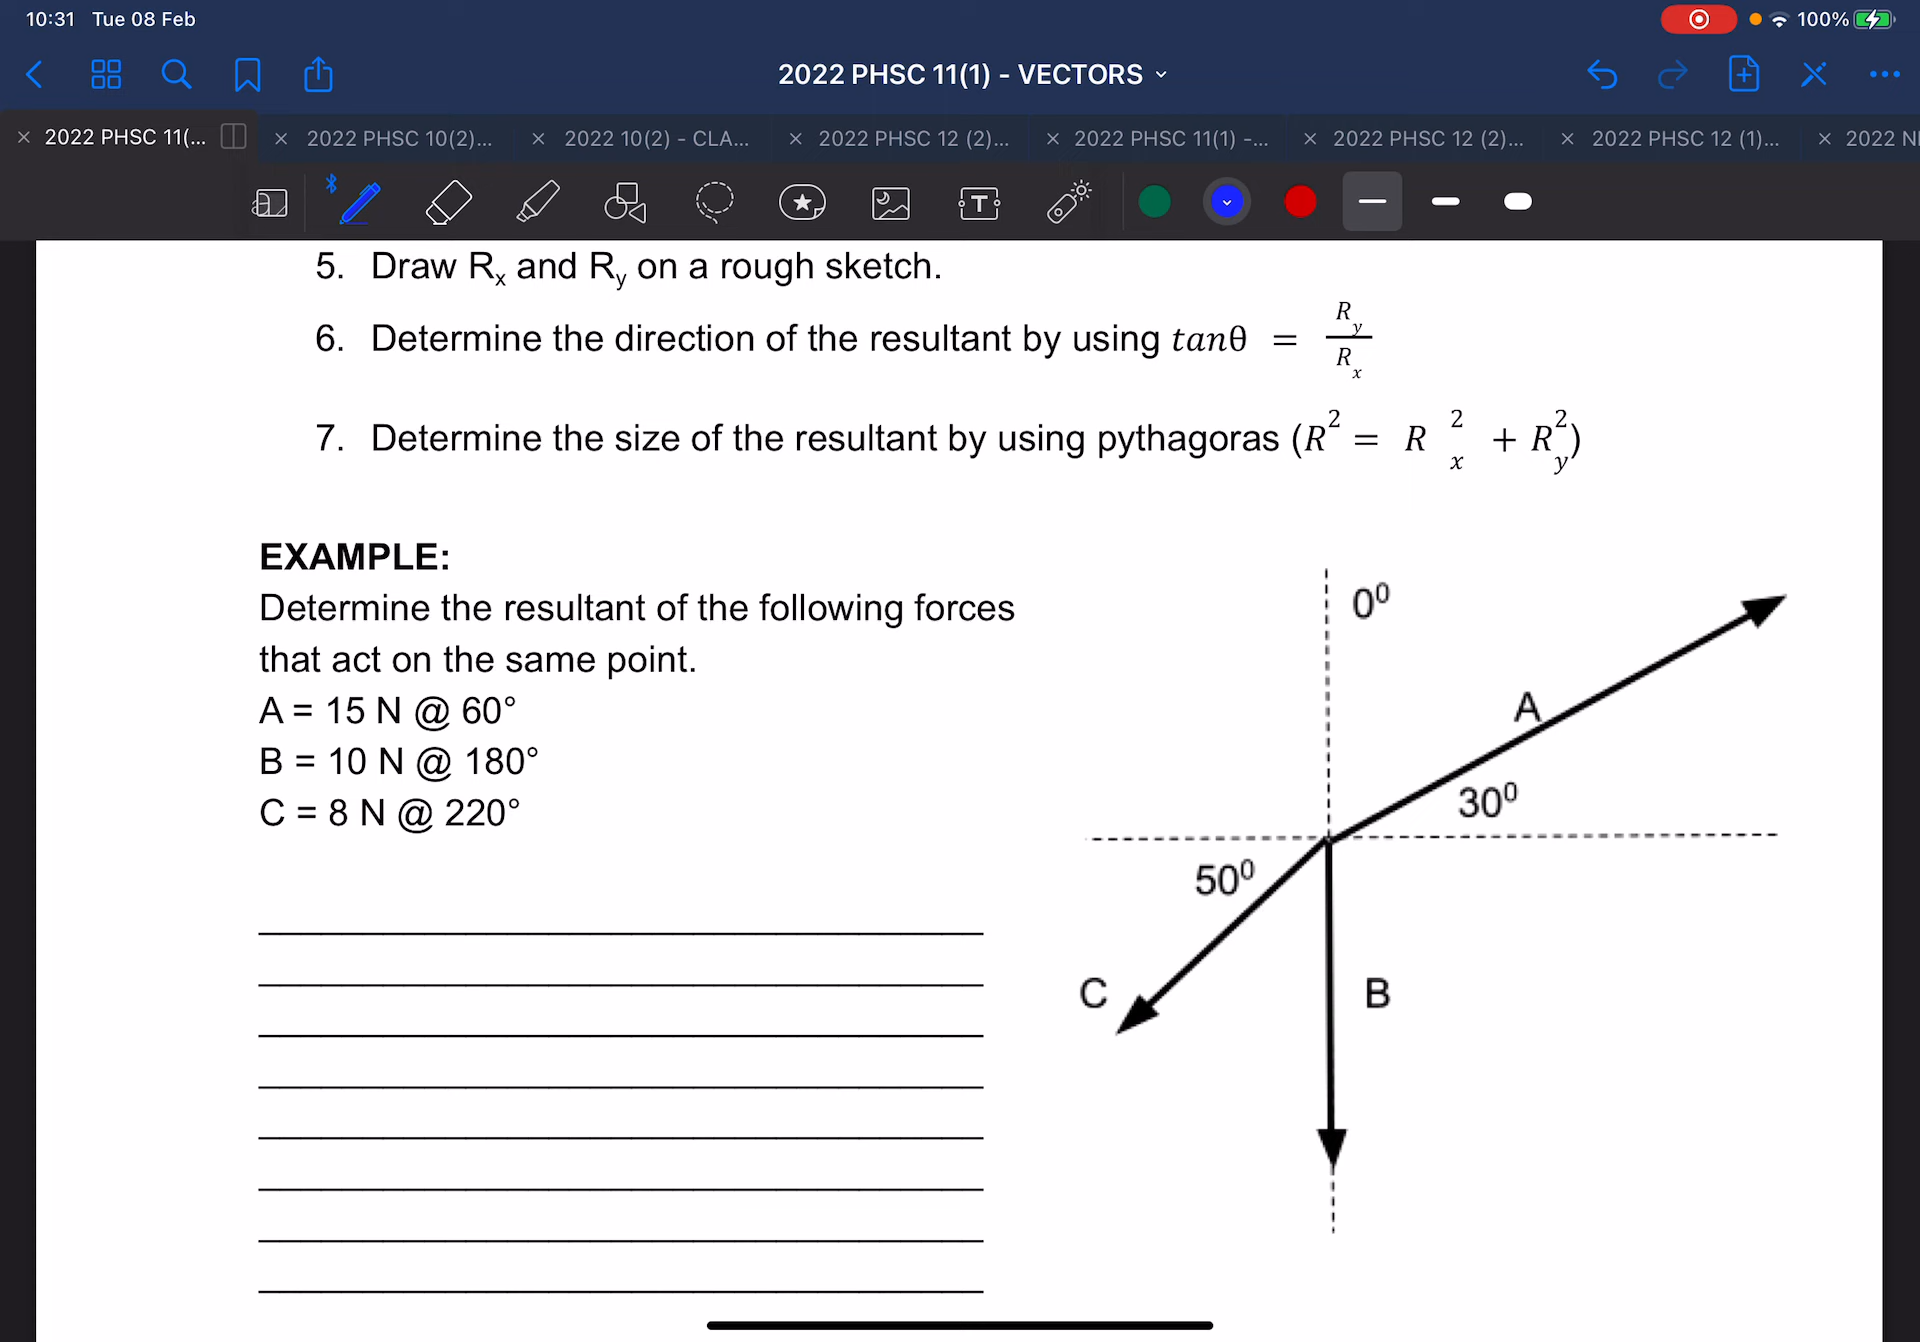 10:31 Tue 08 Feb
100%
2022 PHSC 11(1) - VECTORS
2022 PHSC 11(...
2022 PHSC 10(2)...
2022 10(2) - CLA...
2022 PHSC 12 (2)...
2022 PHSC 11(1) -...
2022 PHSC 12 (2)...
2022 PHSC 12 (1)...
2022 N
T
5. Draw Rx and Ry on a rough sketch.
6. Determine the direction of the resultant by using tanθ = Ry/Rx
7. Determine the size of the resultant by using pythagoras (R² = Rx² + Ry²)
EXAMPLE:
Determine the resultant of the following forces
that act on the same point.
A = 15 N @ 60°
B = 10 N @ 180°
C = 8 N @ 220°
0⁰
A
30⁰
50⁰
C
B